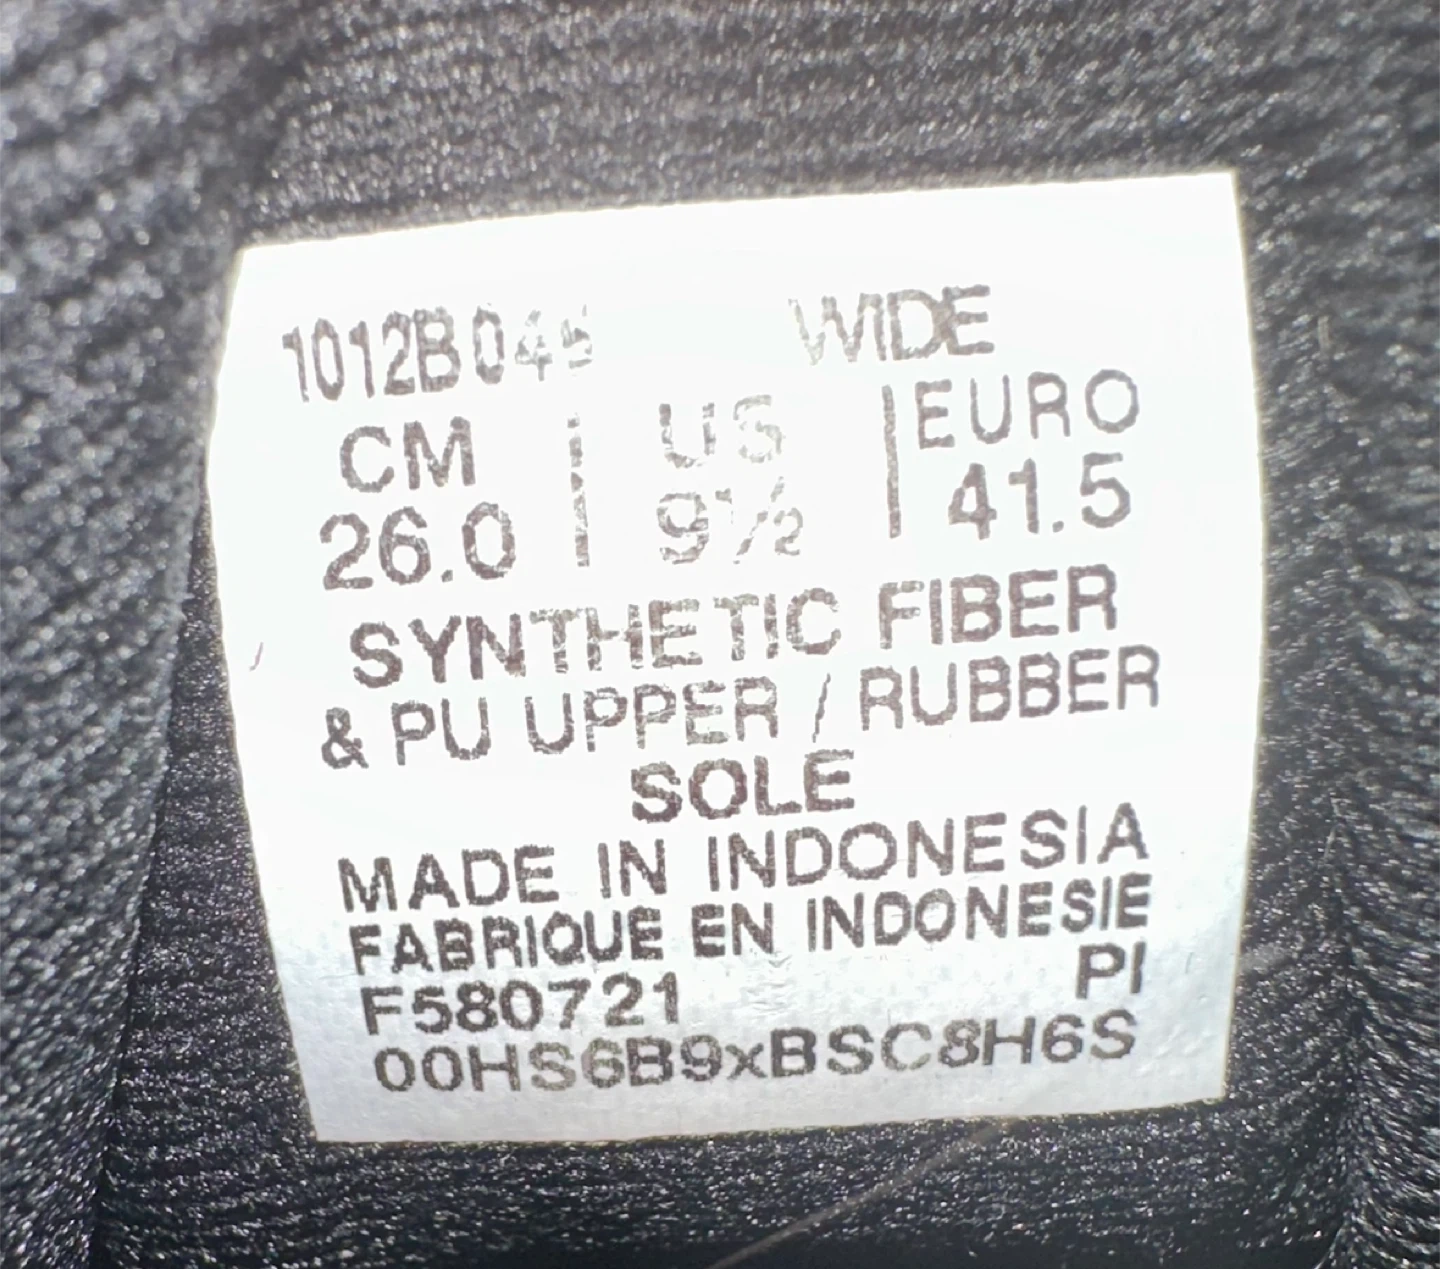 1012B045 WIDE
CM | US | EURO
26.0 | 9½ | 41.5
SYNTHETIC FIBER
& PU UPPER / RUBBER
SOLE
MADE IN INDONESIA
FABRIQUE EN INDONESIE
PI
F580721
00HS6B9xBSC8H6S